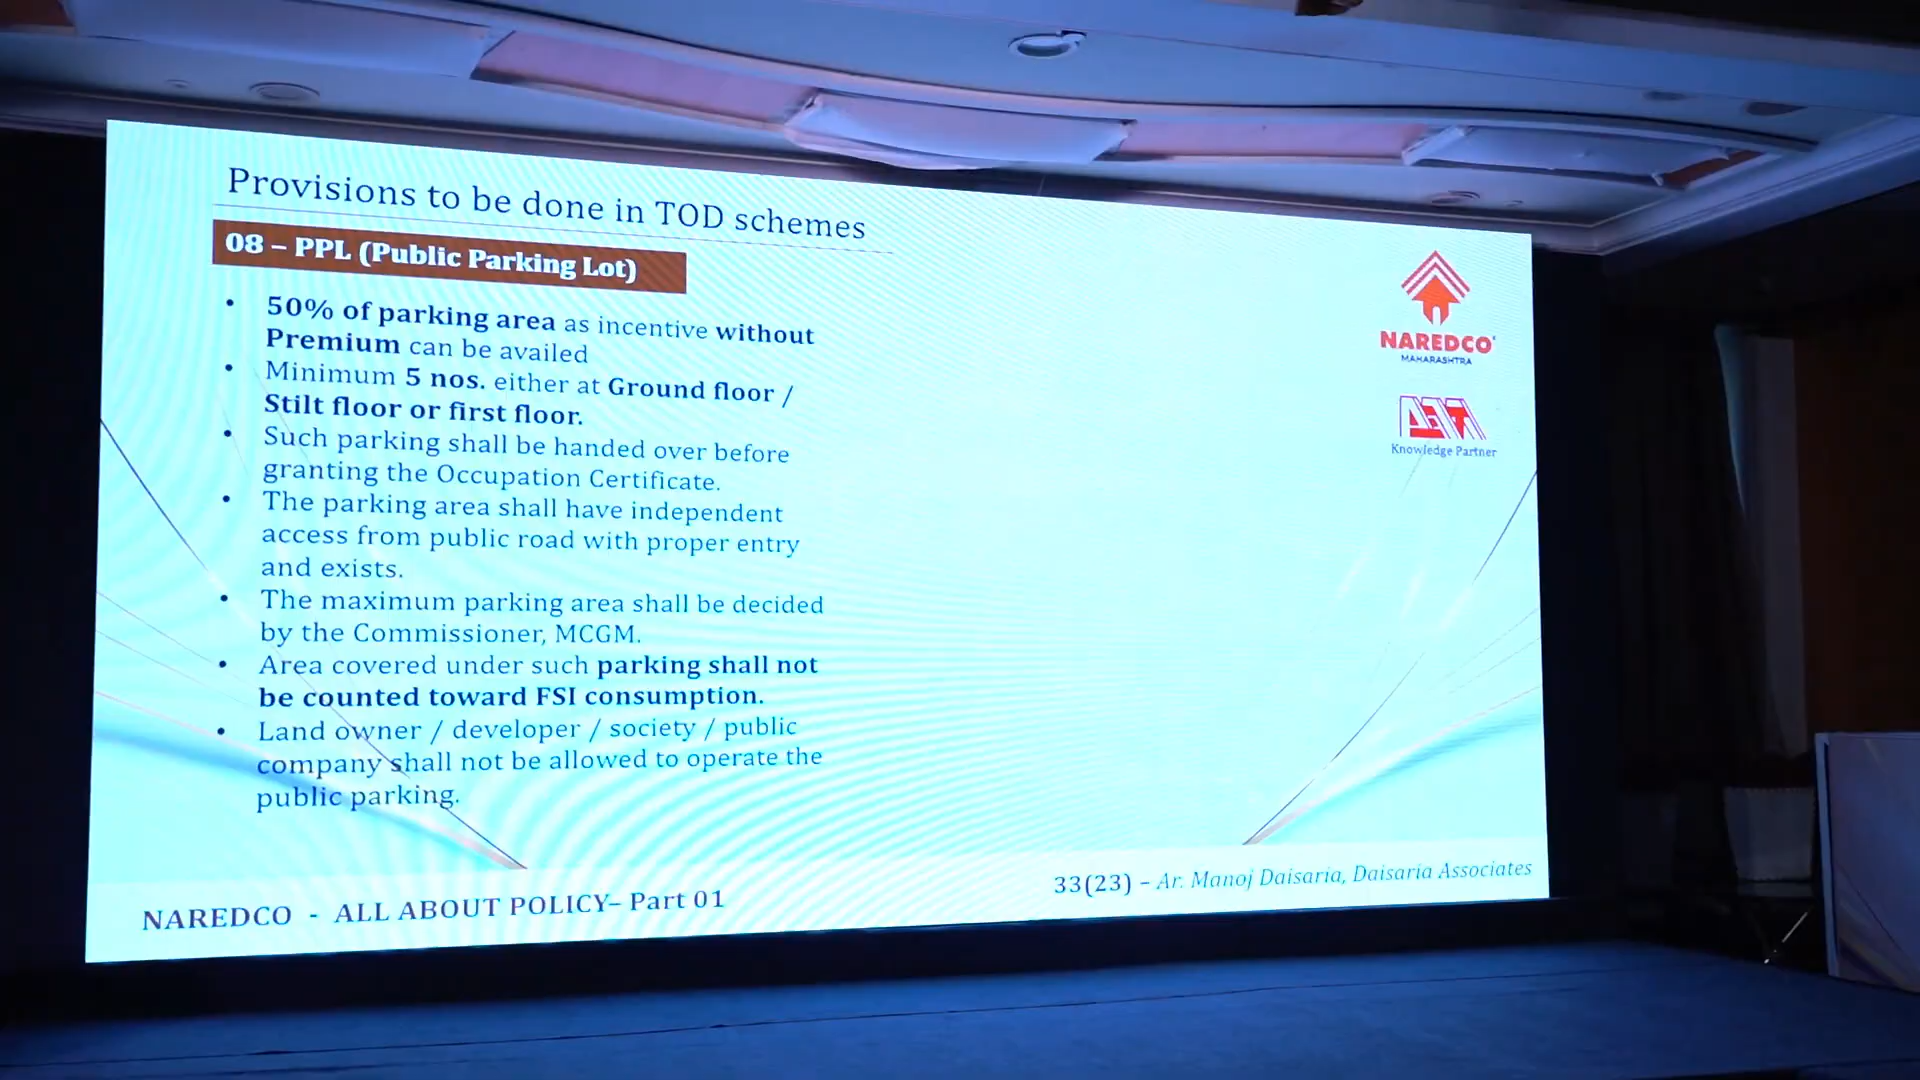 Provisions to be done in TOD schemes
08 – PPL (Public Parking Lot)
• 50% of parking area as incentive without
Premium can be availed
• Minimum 5 nos. either at Ground floor /
Stilt floor or first floor.
• Such parking shall be handed over before
granting the Occupation Certificate.
• The parking area shall have independent
access from public road with proper entry
and exists.
• The maximum parking area shall be decided
by the Commissioner, MCGM.
• Area covered under such parking shall not
be counted toward FSI consumption.
• Land owner / developer / society / public
company shall not be allowed to operate the
public parking.
NAREDCO
MAHARASHTRA
Knowledge Partner
NAREDCO - ALL ABOUT POLICY– Part 01
33(23) – Ar. Manoj Daisaria, Daisaria Associates